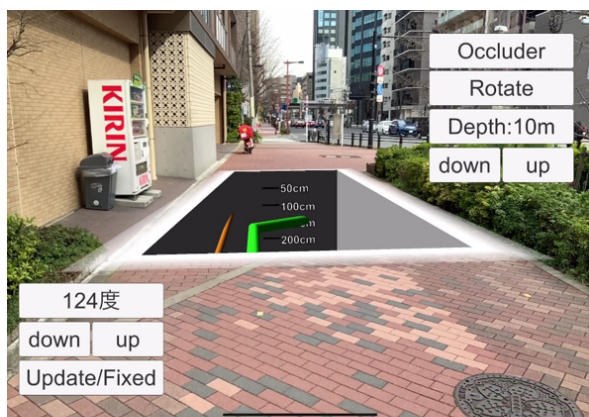 Occluder
Rotate
Depth:10m
down up
KIRIN
50cm
100cm
200cm
124度
down up
Update/Fixed